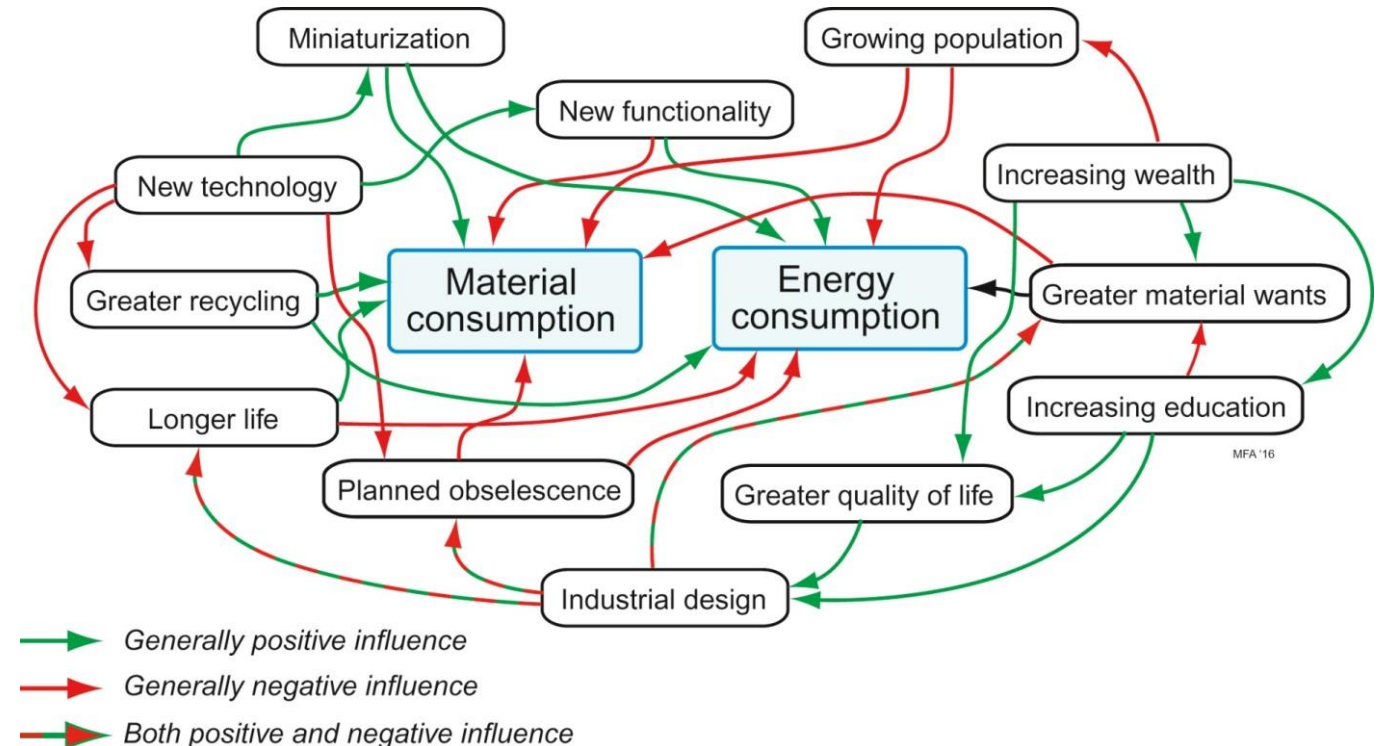 Miniaturization
Growing population
New functionality
New technology
Increasing wealth
Greater recycling
Material
consumption
Energy
consumption
Greater material wants
Longer life
Increasing education
MFA '16
Planned obselescence
Greater quality of life
Industrial design
Generally positive influence
Generally negative influence
Both positive and negative influence